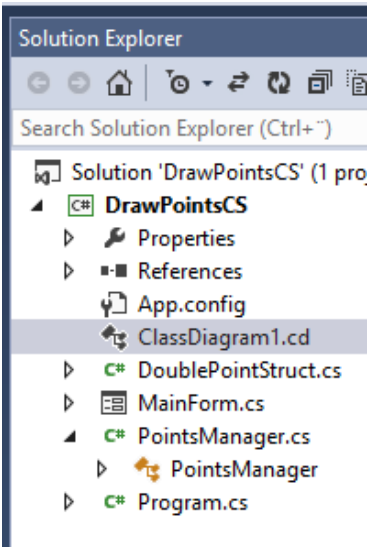 Solution Explorer
Search Solution Explorer (Ctrl+¨)
Solution 'DrawPointsCS' (1 pro
C# DrawPointsCS
Properties
References
App.config
ClassDiagram1.cd
C# DoublePointStruct.cs
MainForm.cs
C# PointsManager.cs
PointsManager
C# Program.cs